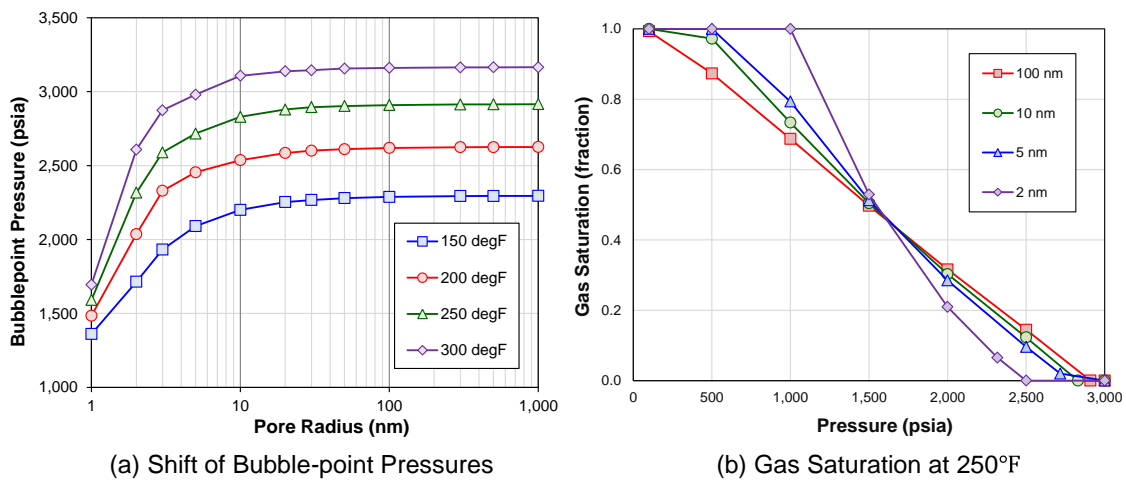 3,500
3,000
2,500
2,000
1,500
1,000
Bubblepoint Pressure (psia)
1
10
100
1,000
Pore Radius (nm)
150 degF
200 degF
250 degF
300 degF
(a) Shift of Bubble-point Pressures
1.0
0.8
0.6
0.4
0.2
0.0
Gas Saturation (fraction)
0
500
1,000
1,500
2,000
2,500
3,000
Pressure (psia)
100 nm
10 nm
5 nm
2 nm
(b) Gas Saturation at 250°F